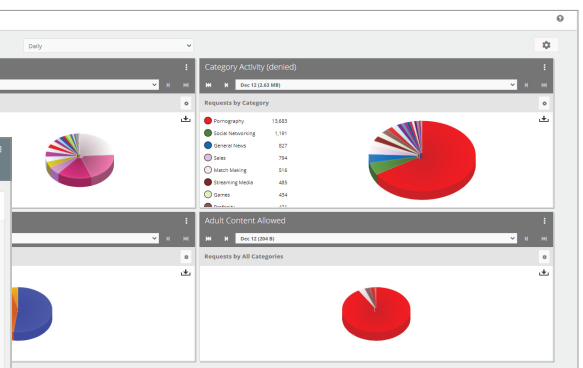 Daily
Category Activity (denied)
Dec 12 (2.63 MB)
Requests by Category
Pornography 13,683
Social Networking 1,191
General News 827
Sales 794
Match Making 516
Streaming Media 485
Games 454
Adult Content Allowed
Dec 12 (204 B)
Requests by All Categories